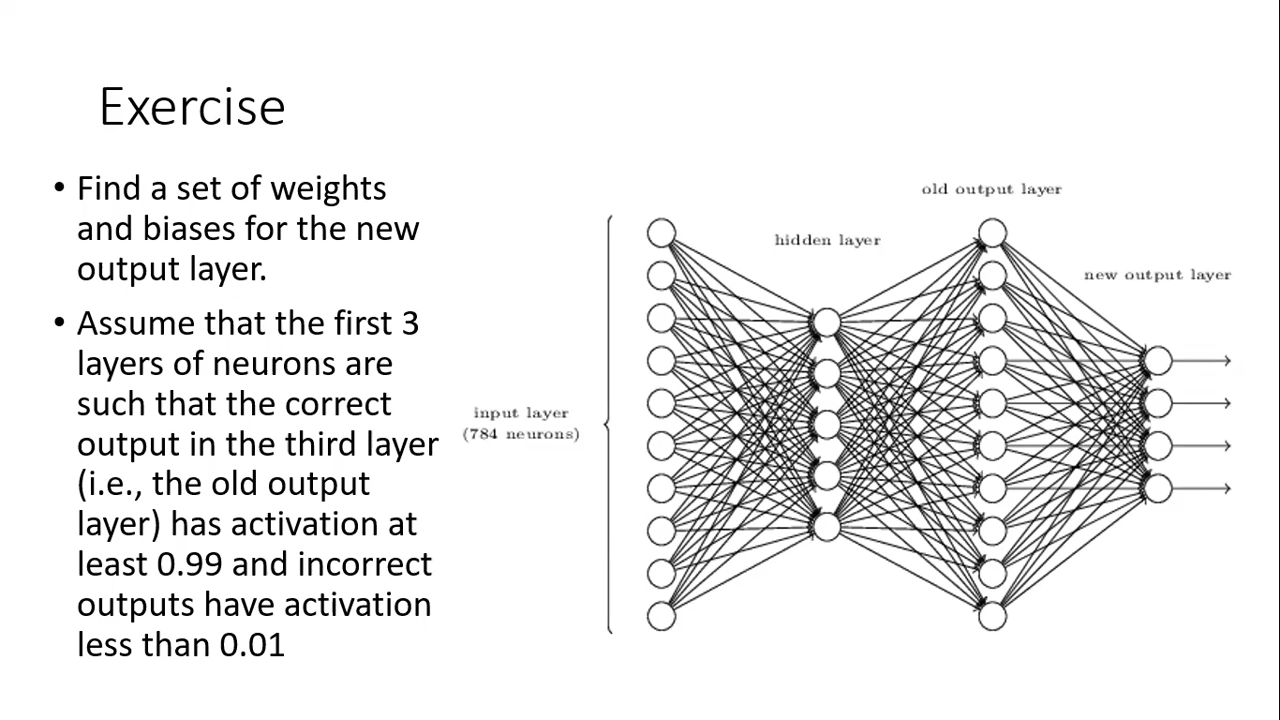 Exercise
• Find a set of weights
and biases for the new
output layer.
• Assume that the first 3
layers of neurons are
such that the correct
output in the third layer
(i.e., the old output
layer) has activation at
least 0.99 and incorrect
outputs have activation
less than 0.01
old output layer
hidden layer
new output layer
input layer
(784 neurons)